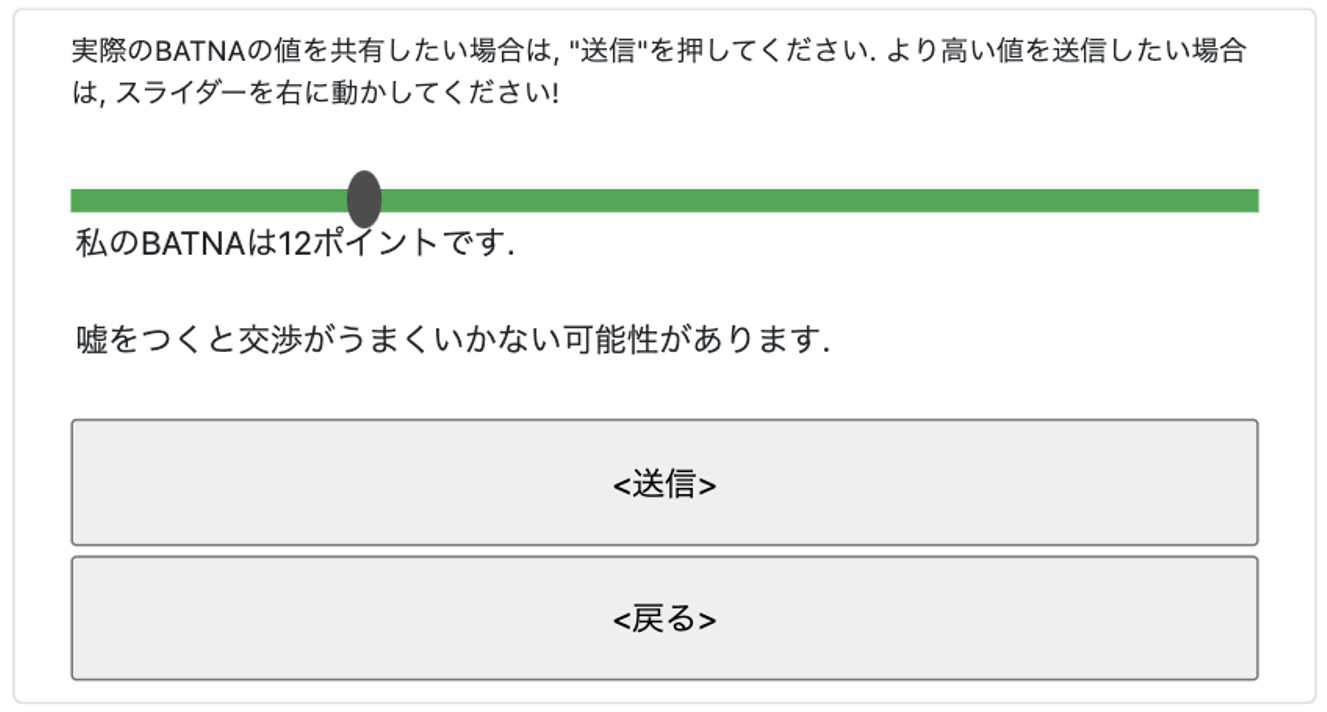 実際のBATNAの値を共有したい場合は, "送信"を押してください. より高い値を送信したい場合
は, スライダーを右に動かしてください!
私のBATNAは12ポイントです.
嘘をつくと交渉がうまくいかない可能性があります.
<送信>
<戻る>